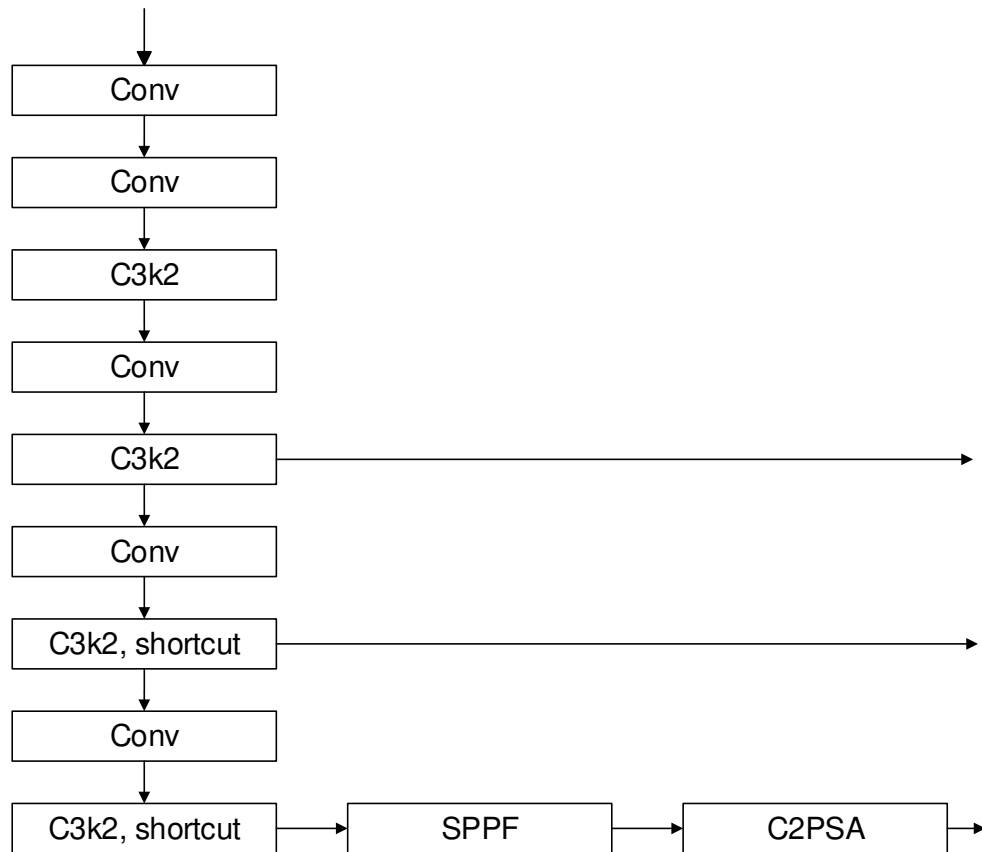 Conv
Conv
C3k2
Conv
C3k2
Conv
C3k2, shortcut
Conv
C3k2, shortcut
SPPF
C2PSA